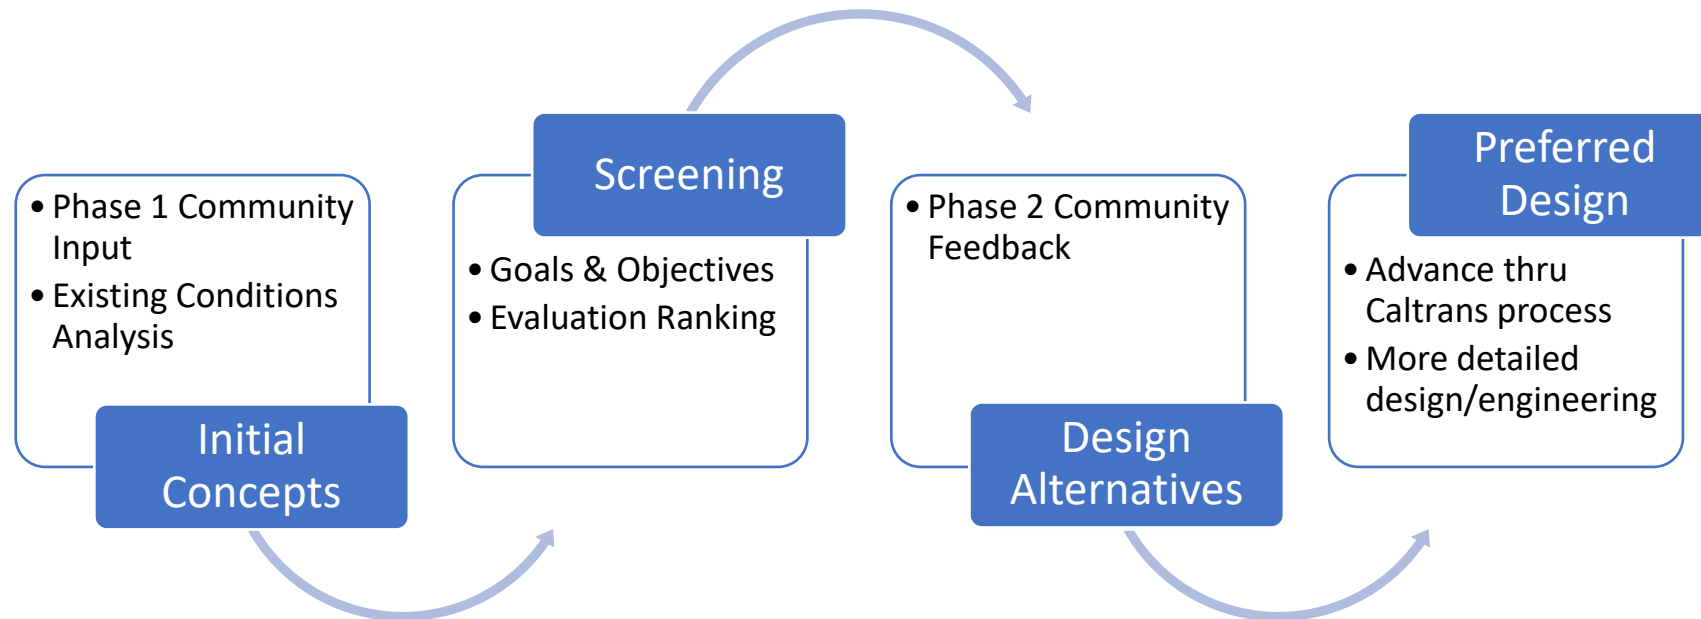 • Phase 1 Community
Input
• Existing Conditions
Analysis
Initial
Concepts
Screening
• Goals & Objectives
• Evaluation Ranking
• Phase 2 Community
Feedback
Design
Alternatives
Preferred
Design
• Advance thru
Caltrans process
• More detailed
design/engineering